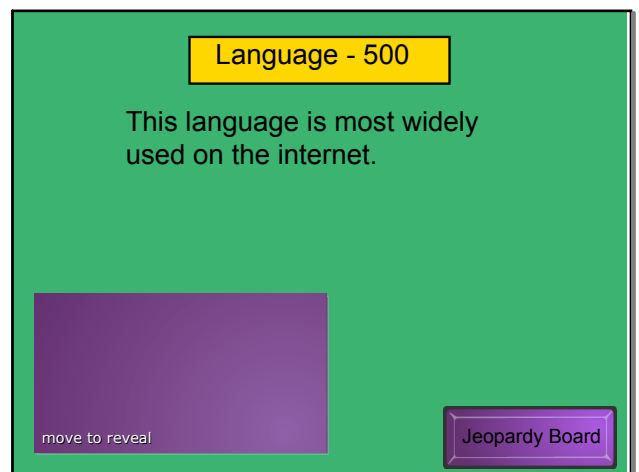 Language - 500
This language is most widely
used on the internet.
move to reveal
Jeopardy Board